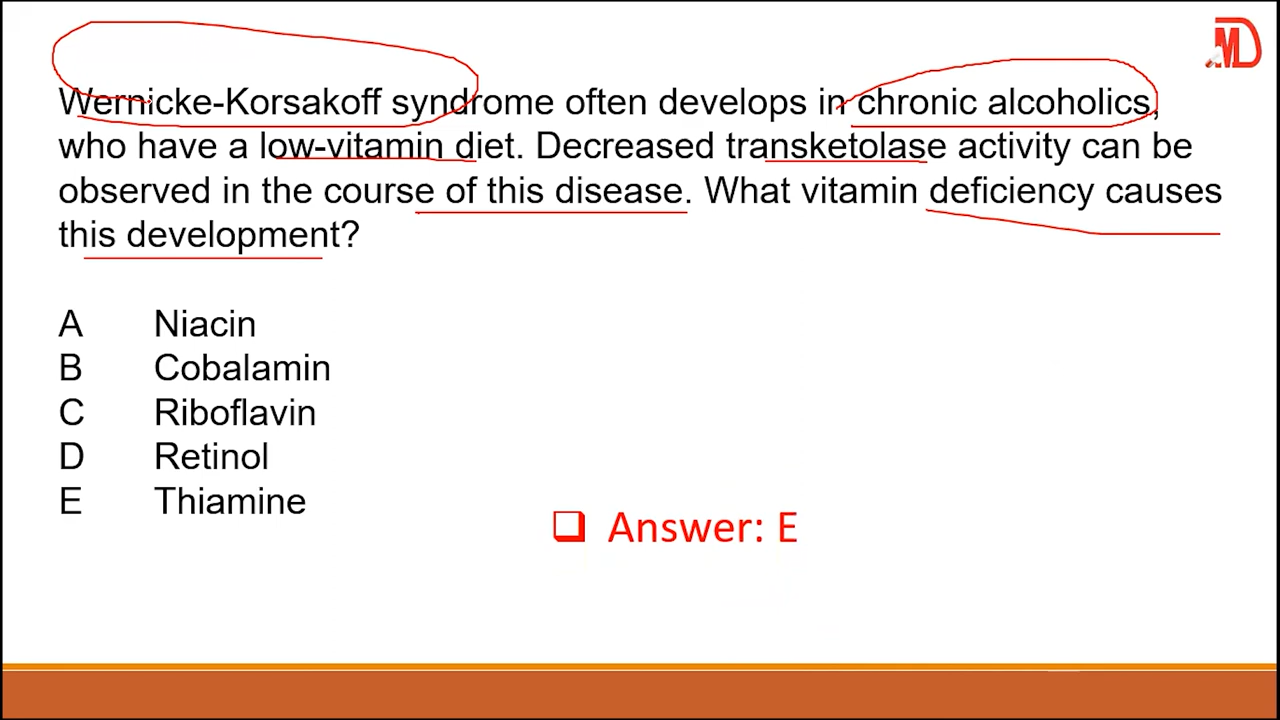 MD
Wernicke-Korsakoff syndrome often develops in chronic alcoholics,
who have a low-vitamin diet. Decreased transketolase activity can be
observed in the course of this disease. What vitamin deficiency causes
this development?
A Niacin
B Cobalamin
C Riboflavin
D Retinol
E Thiamine
Answer: E